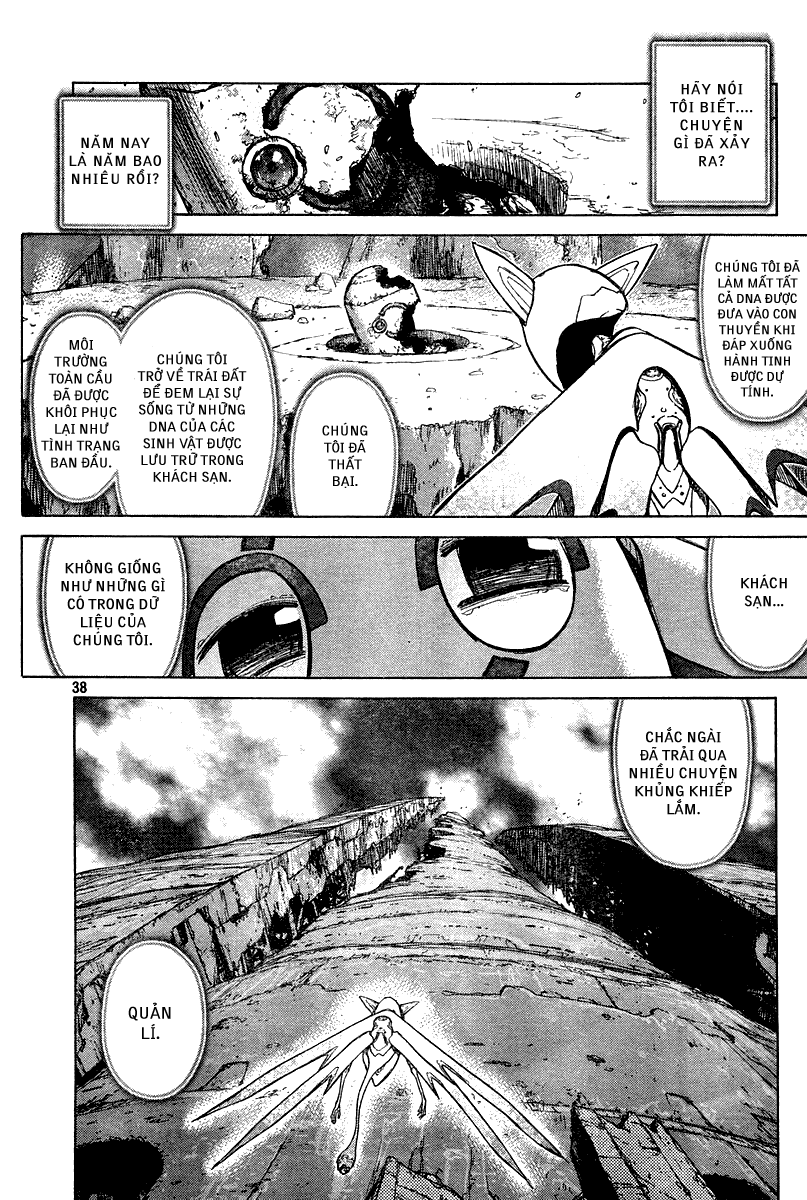 HÃY NÓI
TÔI BIẾT....
CHUYỆN
GÌ ĐÃ XẢY
RA?
NĂM NAY
LÀ NĂM BAO
NHIÊU RỒI?
CHÚNG TÔI ĐÃ
LÀM MẤT TẤT
CẢ DNA ĐƯỢC
ĐƯA VÀO CON
THUYỀN KHI
ĐÁP XUỐNG
HÀNH TINH
ĐƯỢC DỰ
TÍNH.
CHÚNG
TÔI ĐÃ
THẤT
BẠI.
CHÚNG TÔI
TRỞ VỀ TRÁI ĐẤT
ĐỂ ĐEM LẠI SỰ
SỐNG TỪ NHỮNG
DNA CỦA CÁC
SINH VẬT ĐƯỢC
LƯU TRỮ TRONG
KHÁCH SẠN.
MÔI
TRƯỜNG
TOÀN CẦU
ĐÃ ĐƯỢC
KHÔI PHỤC
LẠI NHƯ
TÌNH TRẠNG
BAN ĐẦU.
KHÁCH
SẠN...
KHÔNG GIỐNG
NHƯ NHỮNG GÌ
CÓ TRONG DỮ
LIỆU CỦA
CHÚNG TÔI.
38
CHẮC NGÀI
ĐÃ TRẢI QUA
NHIỀU CHUYỆN
KHỦNG KHIẾP
LẮM.
QUẢN
LÍ.